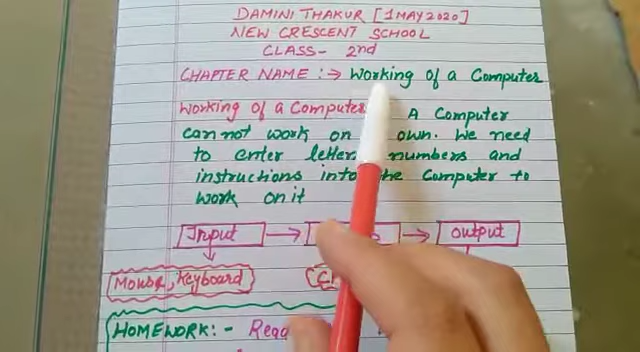 DAMINI THAKUR [1 MAY 2020]
NEW CRESCENT SCHOOL
CLASS- 2nd
CHAPTER NAME :→ Working of a Computer
Working of a Computer A Computer
can not work on own. We need
to enter letter numbers and
instructions into the Computer to
work on it
Input → → output
Mouse, Keyboard
HOMEWORK:-